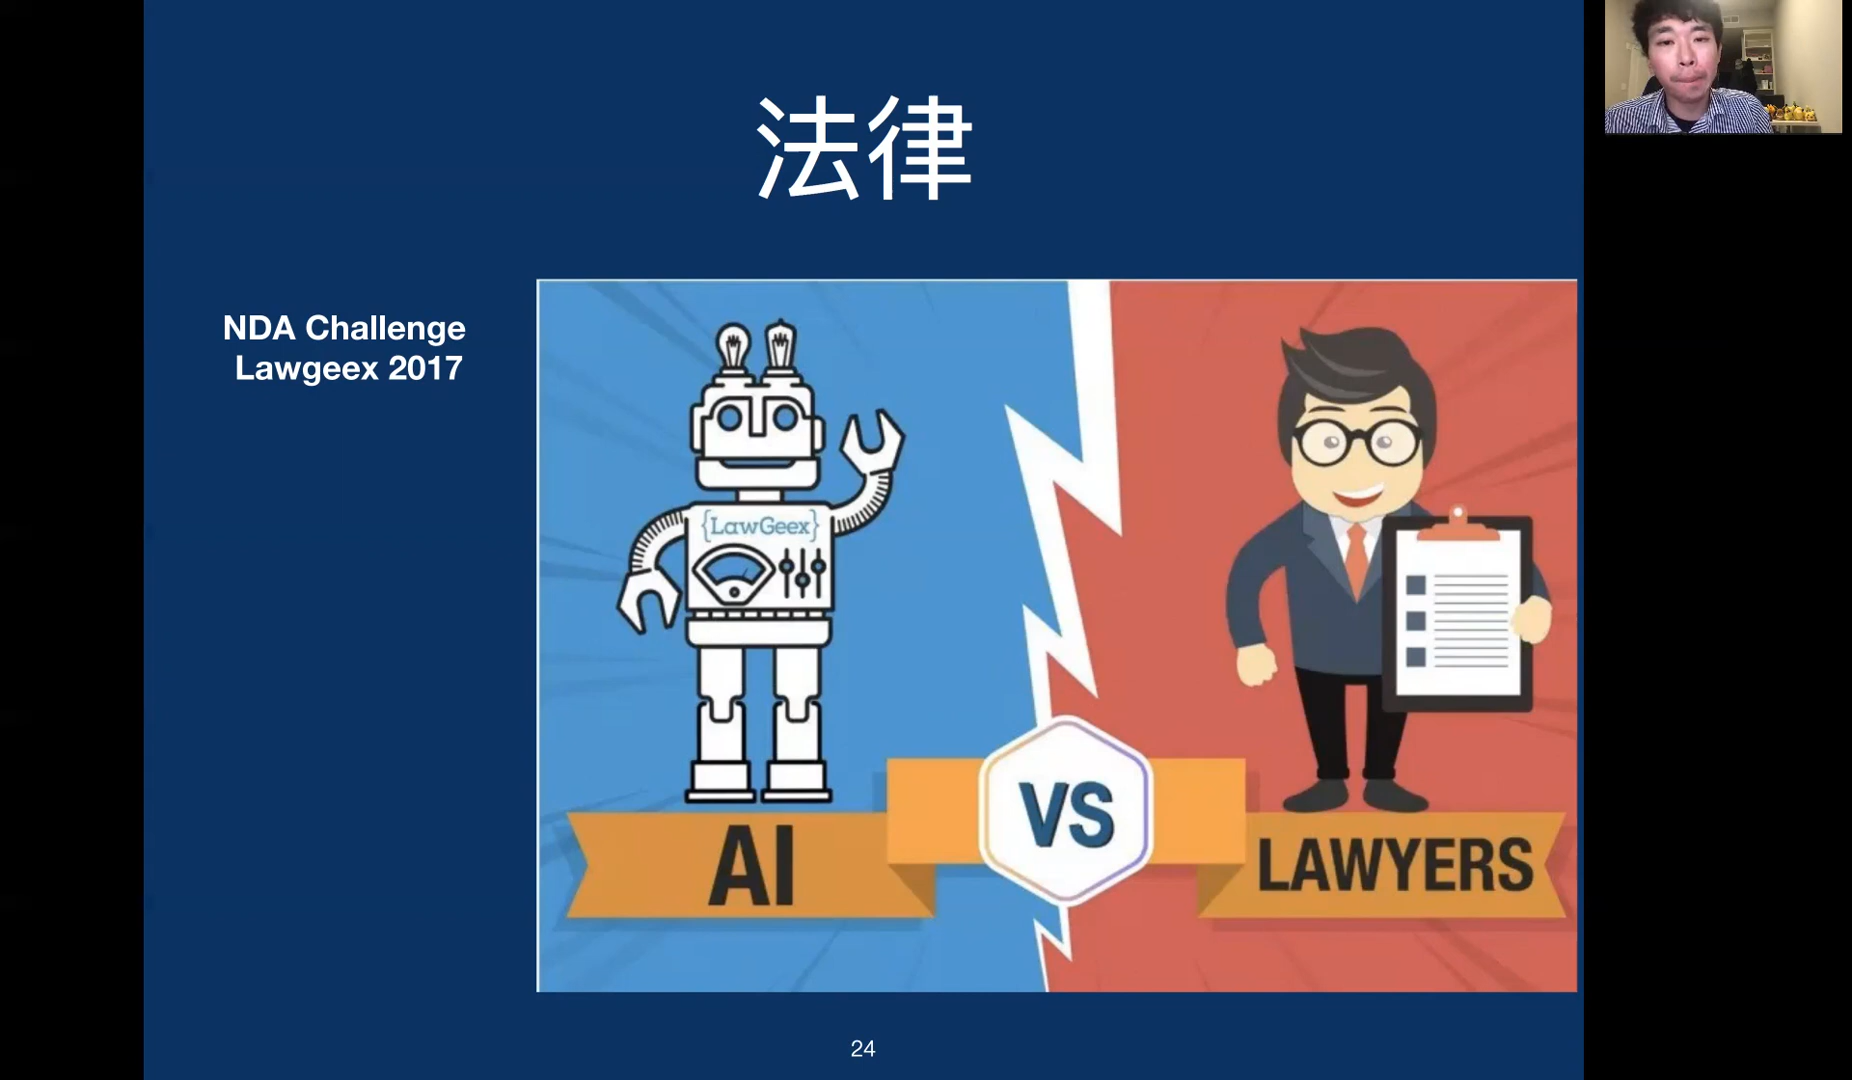 法律
NDA Challenge
Lawgeex 2017
{LawGeex}
AI
VS
LAWYERS
24